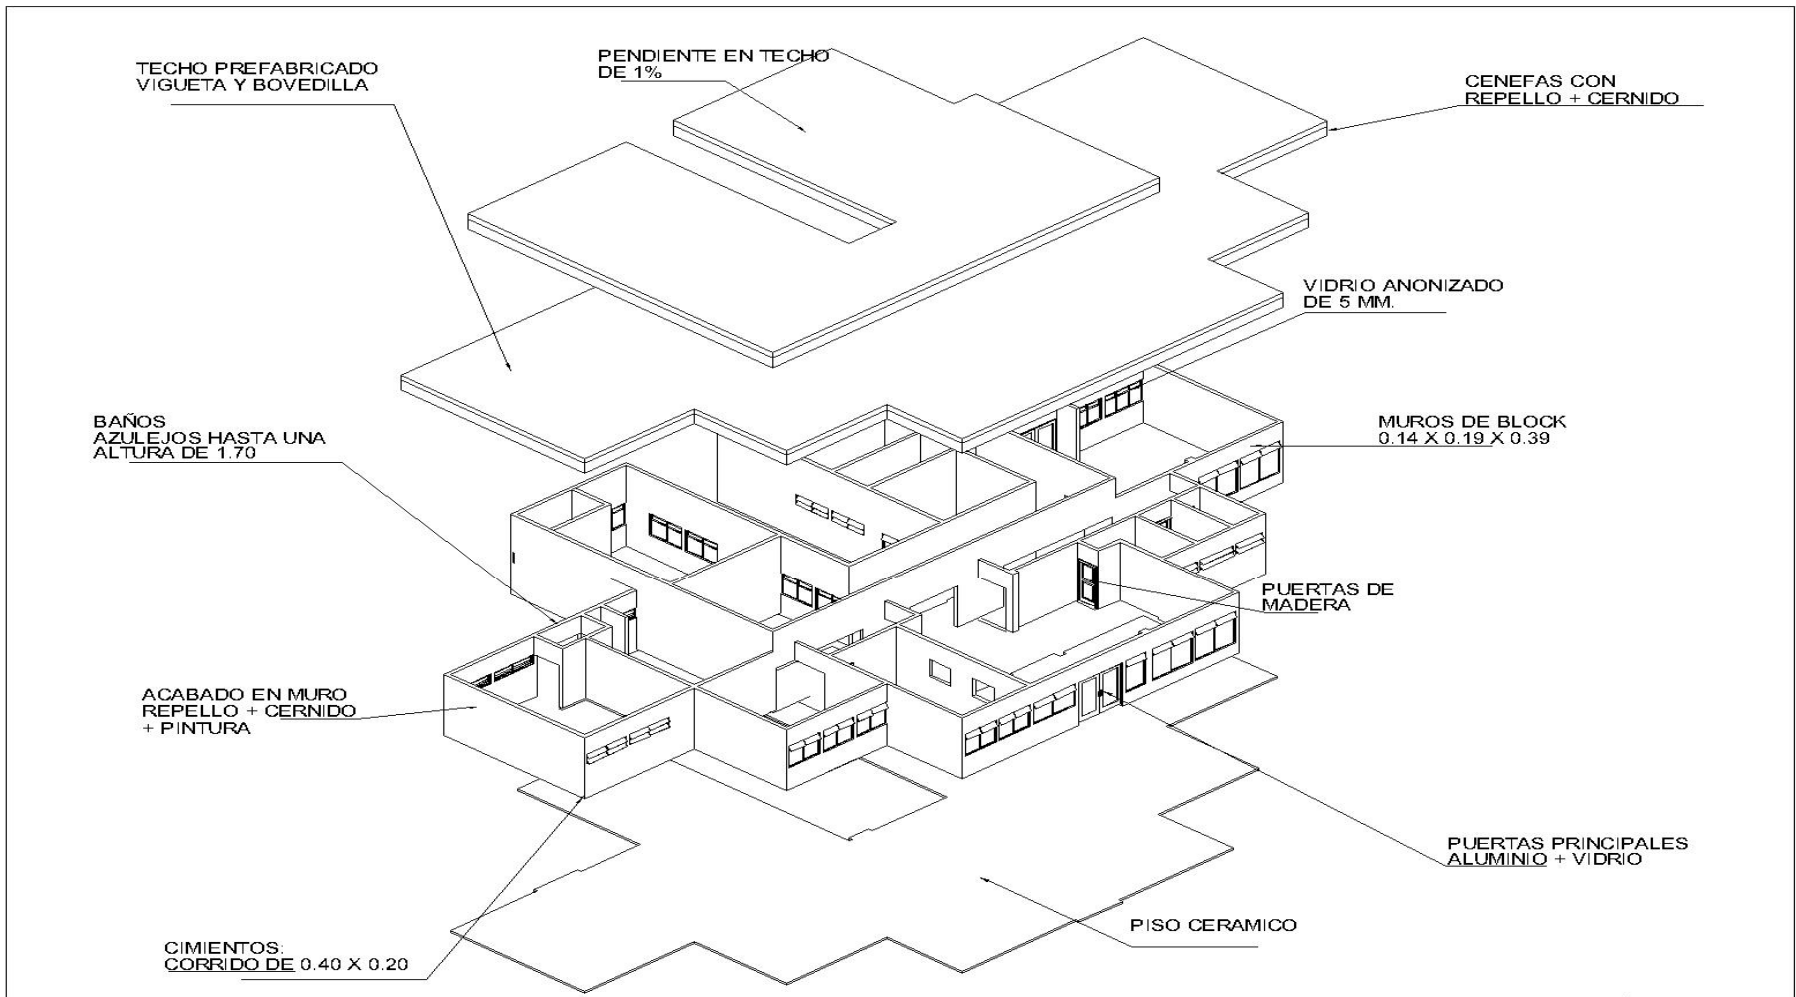 TECHO PREFABRICADO
VIGUETA Y BOVEDILLA
PENDIENTE EN TECHO
DE 1%
CENEFAS CON
REPELLO + CERNIDO
VIDRIO ANONIZADO
DE 5 MM.
BAÑOS
AZULEJOS HASTA UNA
ALTURA DE 1.70
MUROS DE BLOCK
0.14 X 0.19 X 0.39
PUERTAS DE
MADERA
ACABADO EN MURO
REPELLO + CERNIDO
+ PINTURA
PUERTAS PRINCIPALES
ALUMINIO + VIDRIO
PISO CERAMICO
CIMIENTOS:
CORRIDO DE 0.40 X 0.20